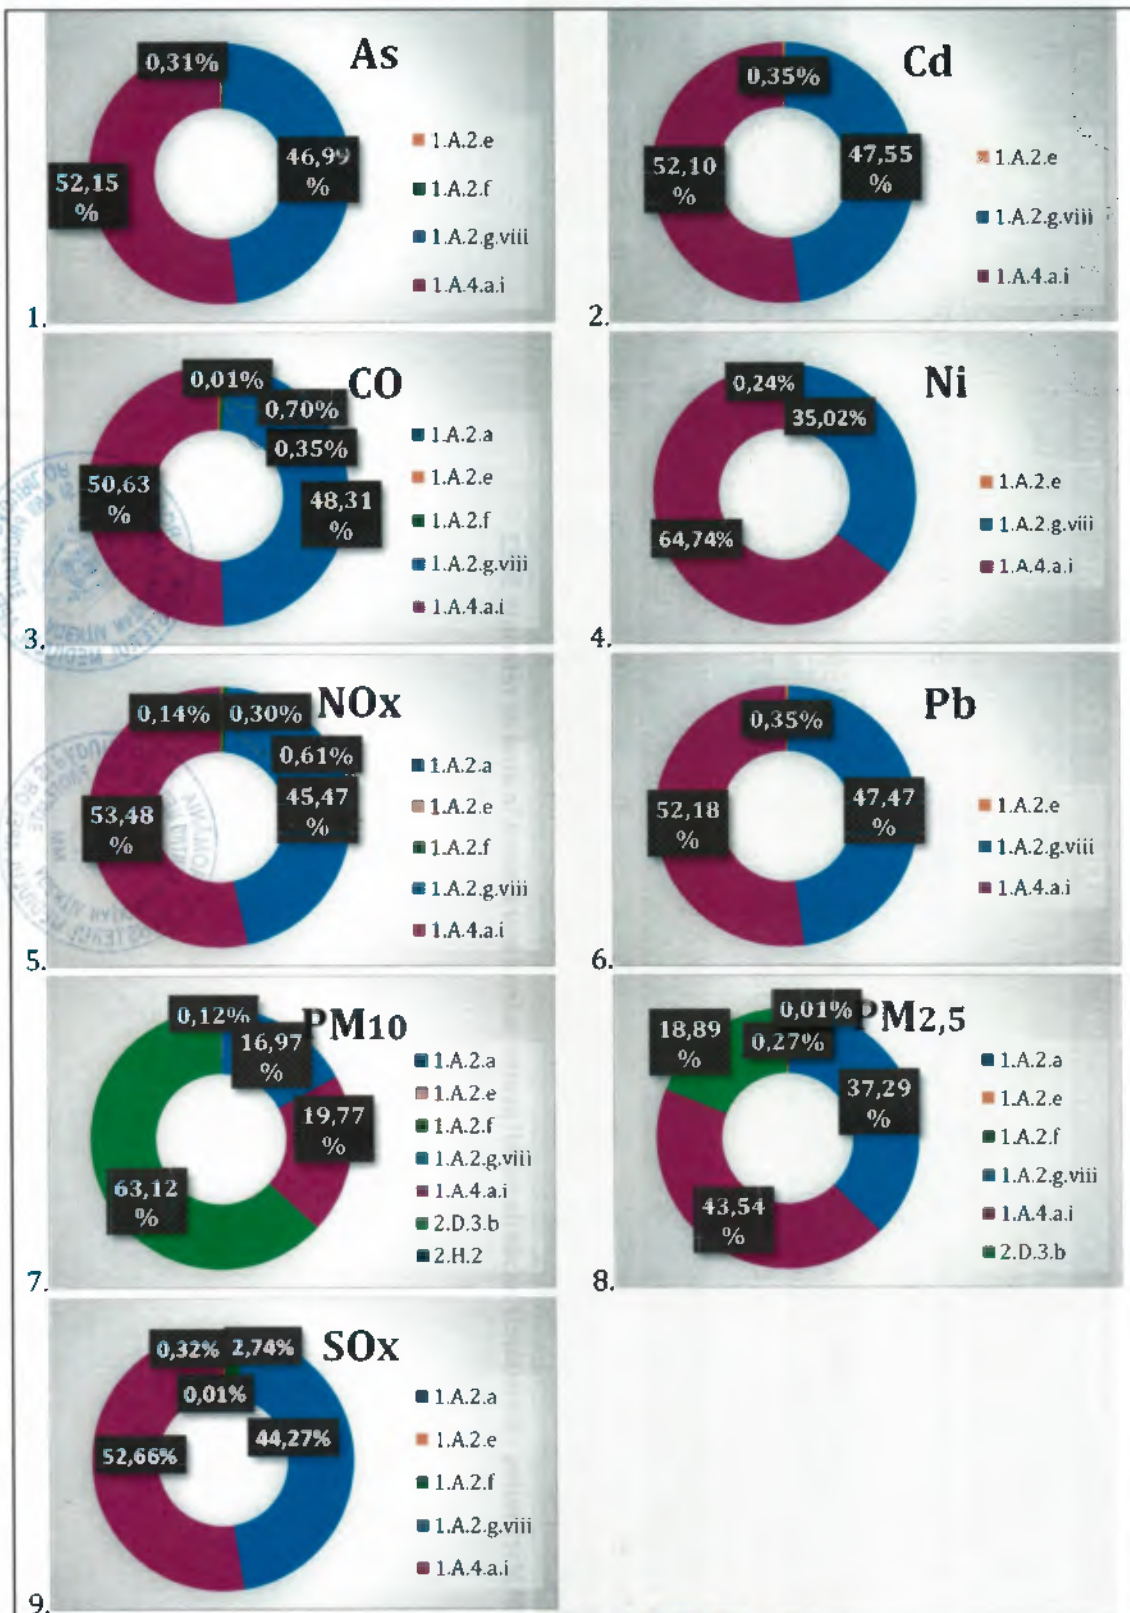 As
0,31%
46,99
%
52,15
%
1.A.2.e
1.A.2.f
1.A.2.g.viii
1.A.4.a.i
1.
Cd
0,35%
47,55
%
52,10
%
1.A.2.e
1.A.2.g.viii
1.A.4.a.i
2.
CO
0,01%
0,70%
0,35%
48,31
%
50,63
%
1.A.2.a
1.A.2.e
1.A.2.f
1.A.2.g.viii
1.A.4.a.i
3.
Ni
0,24%
35,02%
64,74%
1.A.2.e
1.A.2.g.viii
1.A.4.a.i
4.
NOx
0,14%
0,30%
0,61%
45,47
%
53,48
%
1.A.2.a
1.A.2.e
1.A.2.f
1.A.2.g.viii
1.A.4.a.i
5.
Pb
0,35%
47,47
%
52,18
%
1.A.2.e
1.A.2.g.viii
1.A.4.a.i
6.
PM10
0,12%
16,97
%
19,77
%
63,12
%
1.A.2.a
1.A.2.e
1.A.2.f
1.A.2.g.viii
1.A.4.a.i
2.D.3.b
2.H.2
7.
PM2,5
0,01%
18,89
%
0,27%
37,29
%
43,54
%
1.A.2.a
1.A.2.e
1.A.2.f
1.A.2.g.viii
1.A.4.a.i
2.D.3.b
8.
SOx
0,32%
2,74%
0,01%
44,27%
52,66%
1.A.2.a
1.A.2.e
1.A.2.f
1.A.2.g.viii
1.A.4.a.i
9.